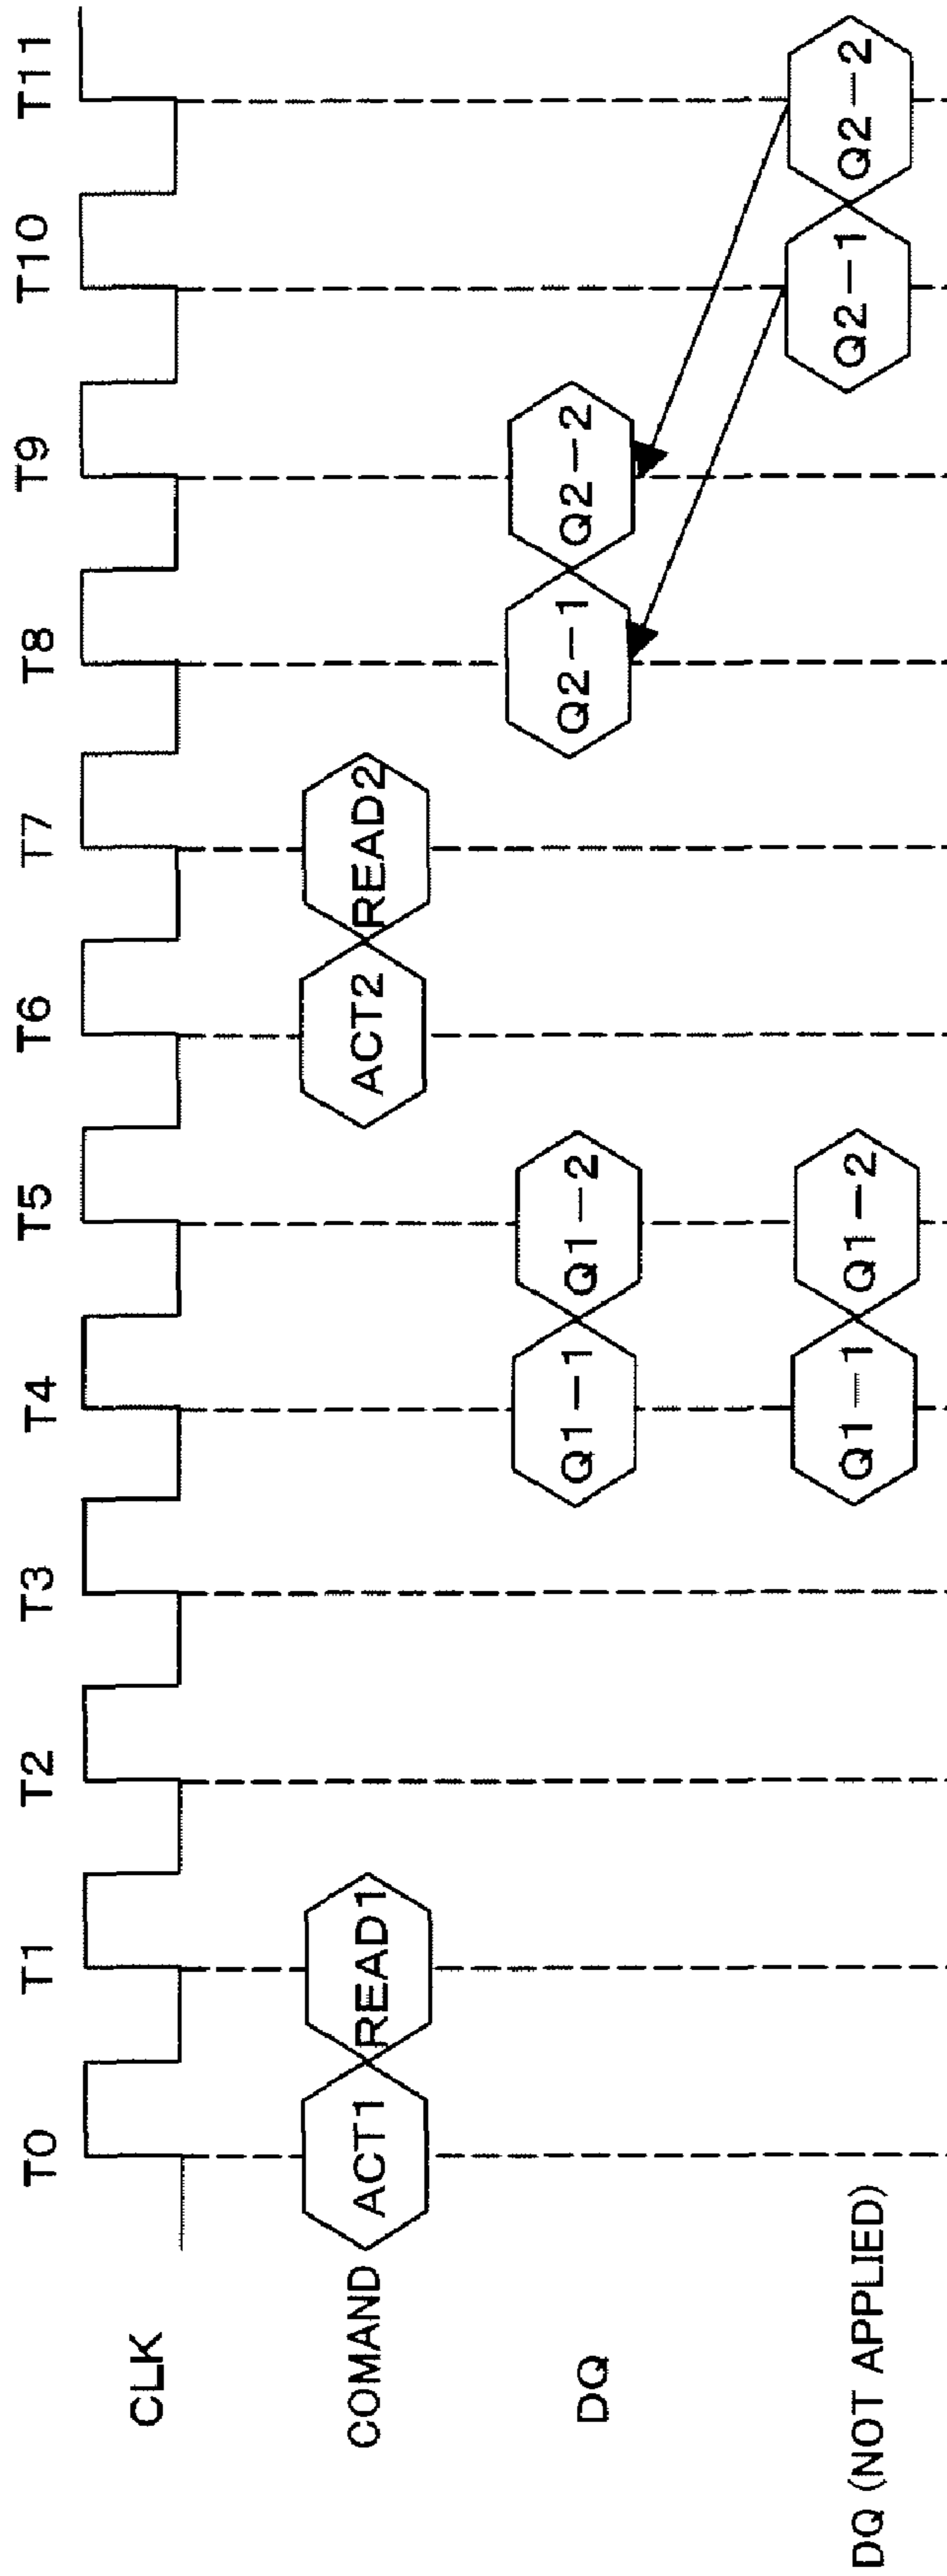 T0 T1 T2 T3 T4 T5 T6 T7 T8 T9 T10 T11
CLK
COMAND ACT1 READ1 ACT2 READ2
DQ Q1-1 Q1-2 Q2-1 Q2-2
DQ (NOT APPLIED) Q1-1 Q1-2 Q2-1 Q2-2